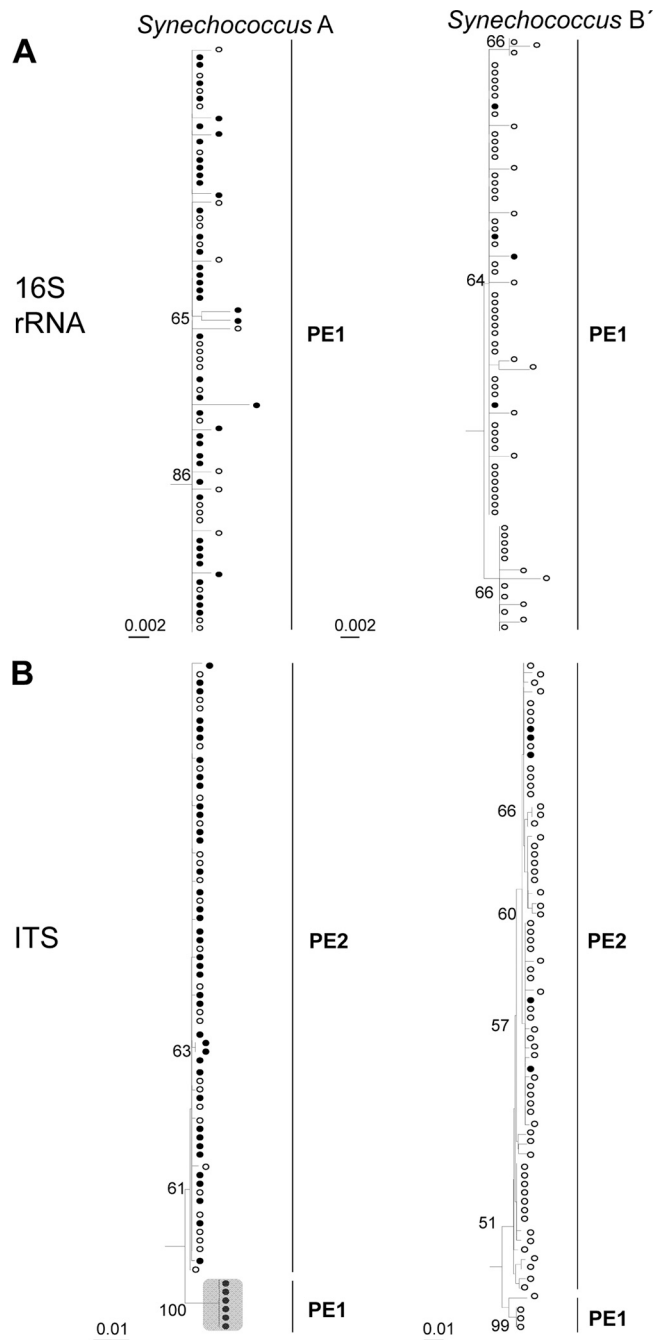 Synechococcus A
Synechococcus B´
A
66
64
16S
rRNA
65
PE1
PE1
86
66
0.002
0.002
B
66
60
ITS
PE2
PE2
57
63
61
51
100
PE1
PE1
99
0.01
0.01